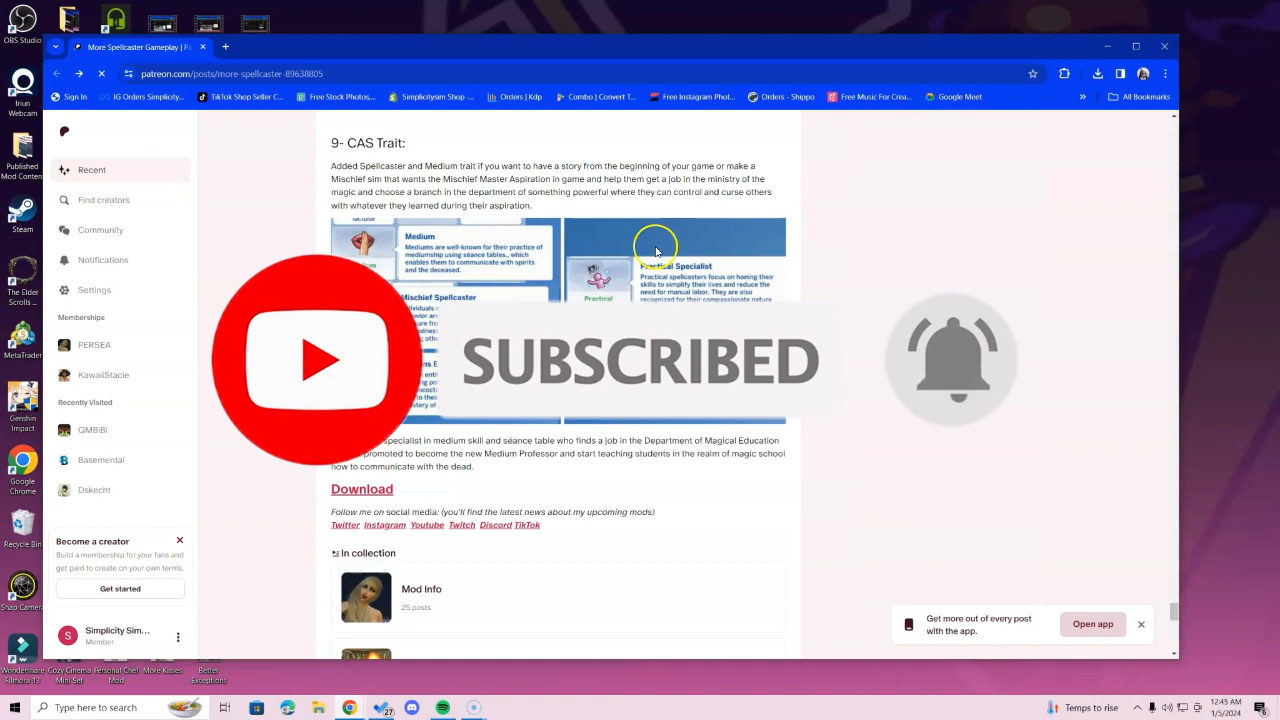 OBS Studio
Iriun
Webcam
Published
Mod Content
Steam
The Elder
Scrolls ...
MetaTrader
Genshin
Impact
Google
Chrome
Recycle Bin
Snap Camera
Wondershare
Filmora 13
Cozy Cinema
Mini Set
Personal Chef
Mod
More Kisses
Better
Exceptions
More Spellcaster Gameplay | Pa
patreon.com/posts/more-spellcaster-89638805
Sign In
IG Orders Simplicity...
TikTok Shop Seller C...
Free Stock Photos,...
Simplicitysim Shop -...
Orders | Kdp
Combo | Convert T...
Free Instagram Phot...
Orders - Shippo
Free Music For Crea...
Google Meet
All Bookmarks
Recent
Find creators
Community
Notifications
Settings
Memberships
PERSEA
KawaiiStacie
Recently Visited
QMBiBi
Basemental
Dskecht
Become a creator
Build a membership for your fans and
get paid to create on your own terms.
Get started
S
Simplicity Sim...
Member
9- CAS Trait:
Added Spellcaster and Medium trait if you want to have a story from the beginning of your game or make a
Mischief sim that wants the Mischief Master Aspiration in game and help them get a job in the ministry of the
magic and choose a branch in the department of something powerful where they can control and curse others
with whatever they learned during their aspiration.
lactose
Medium
Mediums are well-known for their practice of
mediumship using séance tables., which
enables them to communicate with spirits
and the deceased.
Mischief Spellcaster
Practical Specialist
Practical spellcasters focus on honing their
skills to simplify their lives and reduce the
need for manual labor. They are also
recognized for their compassionate nature
Practical
SUBSCRIBED
specialist in medium skill and séance table who finds a job in the Department of Magical Education
promoted to become the new Medium Professor and start teaching students in the realm of magic school
how to communicate with the dead.
Download
Follow me on social media: (you'll find the latest news about my upcoming mods)
Twitter Instagram Youtube Twitch Discord TikTok
In collection
Mod Info
25 posts
Get more out of every post
with the app.
Open app
Type here to search
27
Temps to rise
12:45 AM
1/5/2024
6